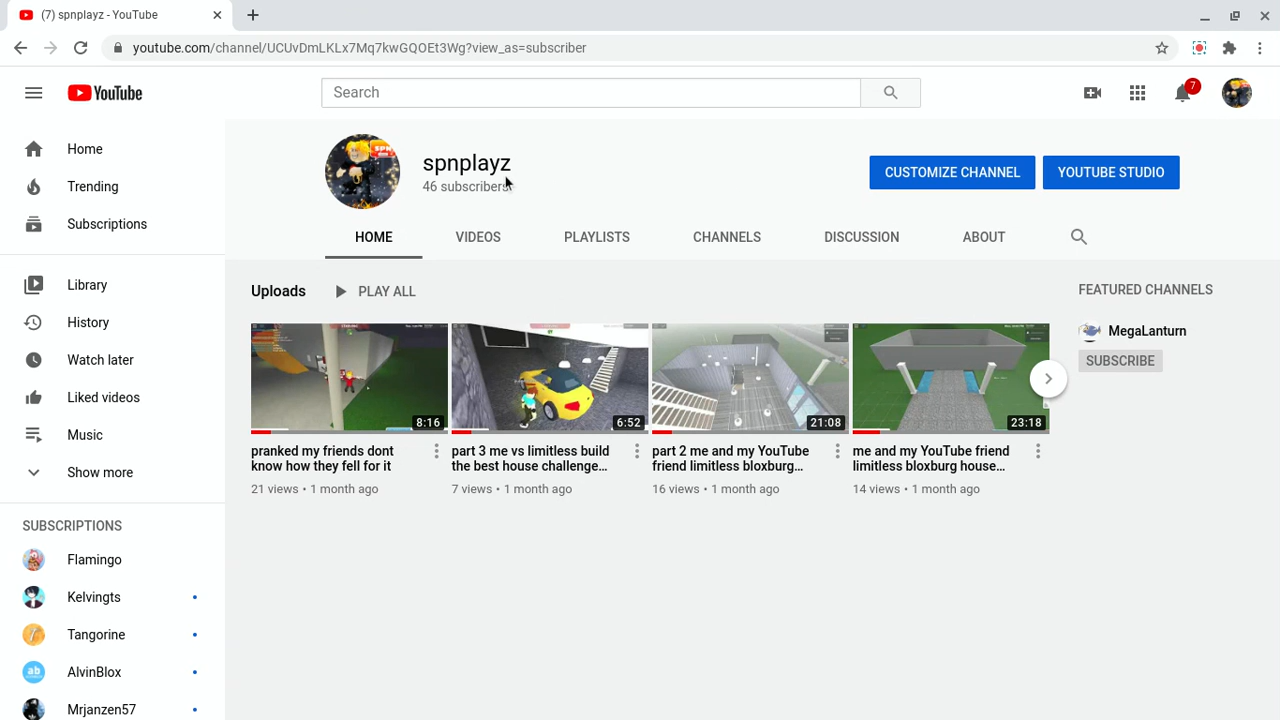 (7) spnplayz - YouTube
youtube.com/channel/UCUvDmLKLx7Mq7kwGQOEt3Wg?view_as=subscriber
YouTube
Search
7
Home
Trending
Subscriptions
Library
History
Watch later
Liked videos
Music
Show more
SUBSCRIPTIONS
Flamingo
Kelvingts
Tangorine
ab
AlvinBlox
Mrjanzen57
spnplayz
46 subscribers
CUSTOMIZE CHANNEL
YOUTUBE STUDIO
HOME
VIDEOS
PLAYLISTS
CHANNELS
DISCUSSION
ABOUT
Uploads
PLAY ALL
8:16
pranked my friends dont
know how they fell for it
21 views • 1 month ago
6:52
part 3 me vs limitless build
the best house challenge...
7 views • 1 month ago
21:08
part 2 me and my YouTube
friend limitless bloxburg...
16 views • 1 month ago
23:18
me and my YouTube friend
limitless bloxburg house...
14 views • 1 month ago
FEATURED CHANNELS
MegaLanturn
SUBSCRIBE